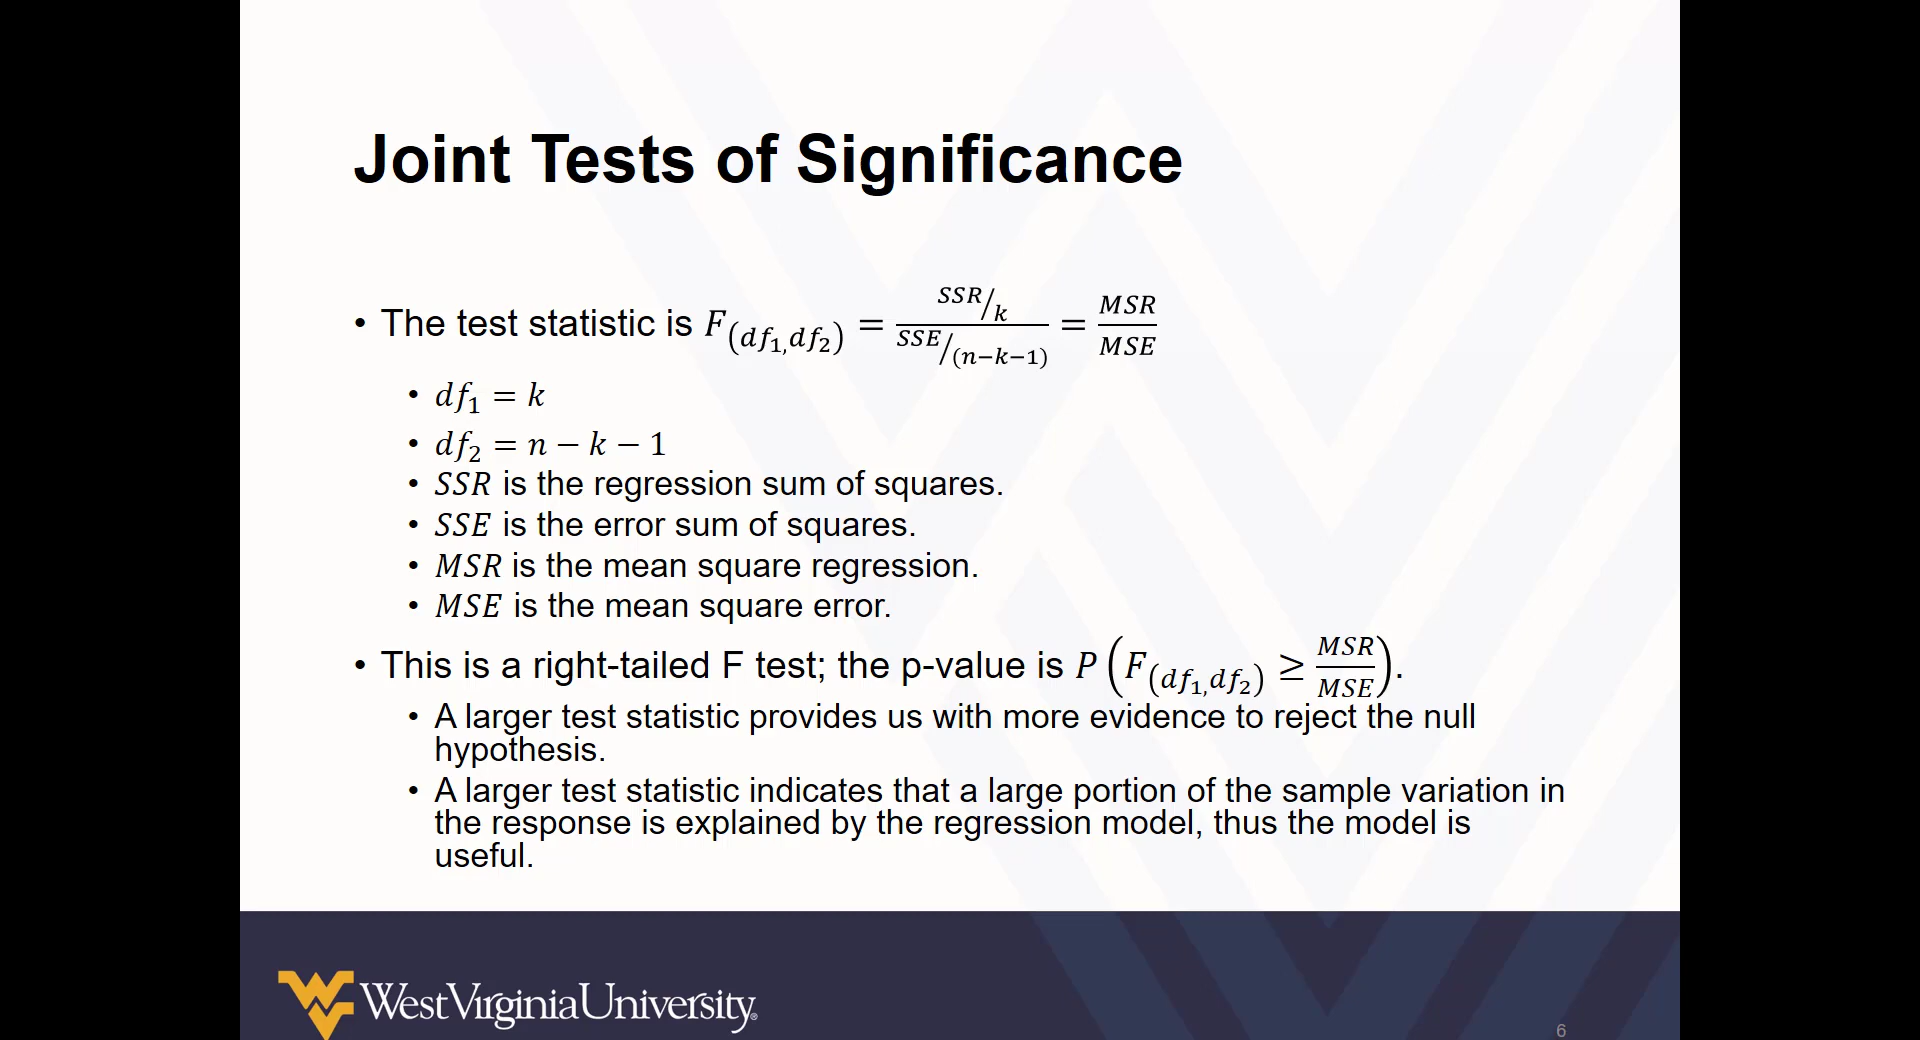 Joint Tests of Significance
• The test statistic is F(df₁,df₂) = (SSR/k)/(SSE/(n−k−1)) = MSR/MSE
• df₁ = k
• df₂ = n − k − 1
• SSR is the regression sum of squares.
• SSE is the error sum of squares.
• MSR is the mean square regression.
• MSE is the mean square error.
• This is a right-tailed F test; the p-value is P(F(df₁,df₂) ≥ MSR/MSE).
• A larger test statistic provides us with more evidence to reject the null
hypothesis.
• A larger test statistic indicates that a large portion of the sample variation in
the response is explained by the regression model, thus the model is
useful.
WestVirginiaUniversity®
6